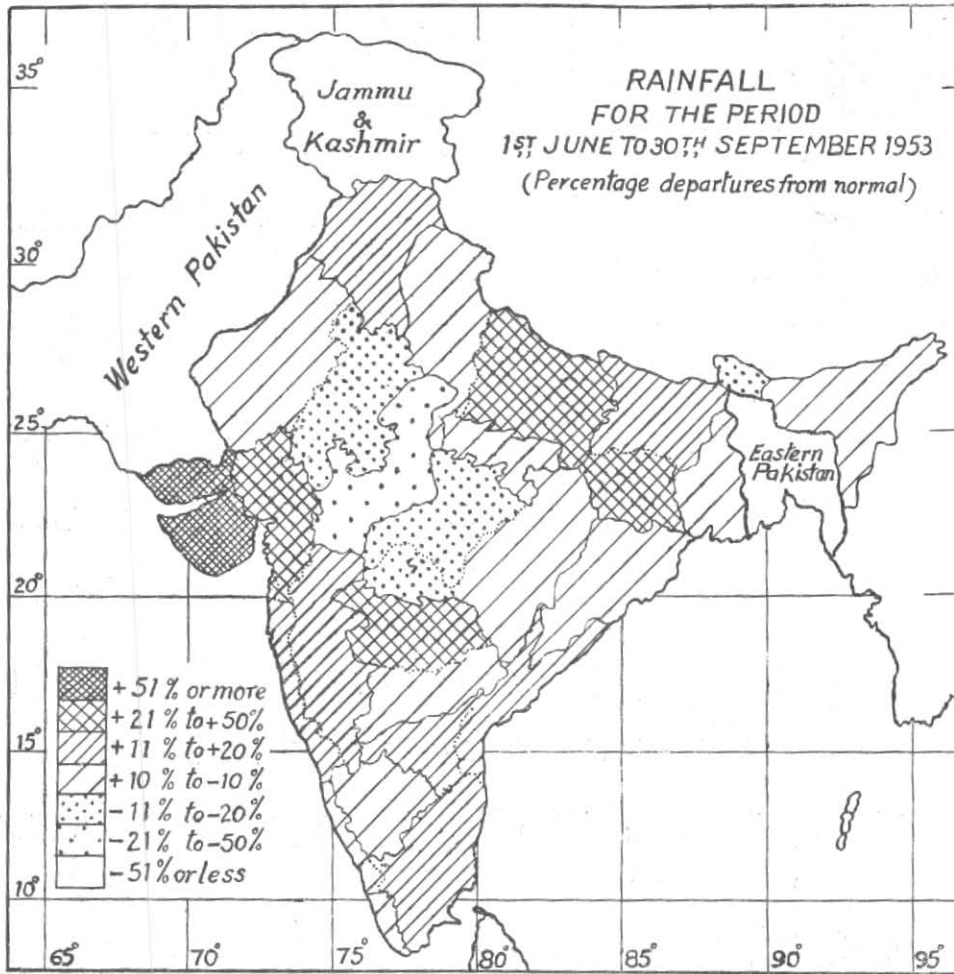 RAINFALL
FOR THE PERIOD
1ST JUNE TO 30TH SEPTEMBER 1953
(Percentage departures from normal)
Jammu
&
Kashmir
Western Pakistan
Eastern
Pakistan
35°
30°
25°
20°
15°
10°
+51% or more
+21% to +50%
+11% to +20%
+10% to -10%
-11% to -20%
-21% to -50%
-51% or less
65°
70°
75°
80°
85°
90°
95°